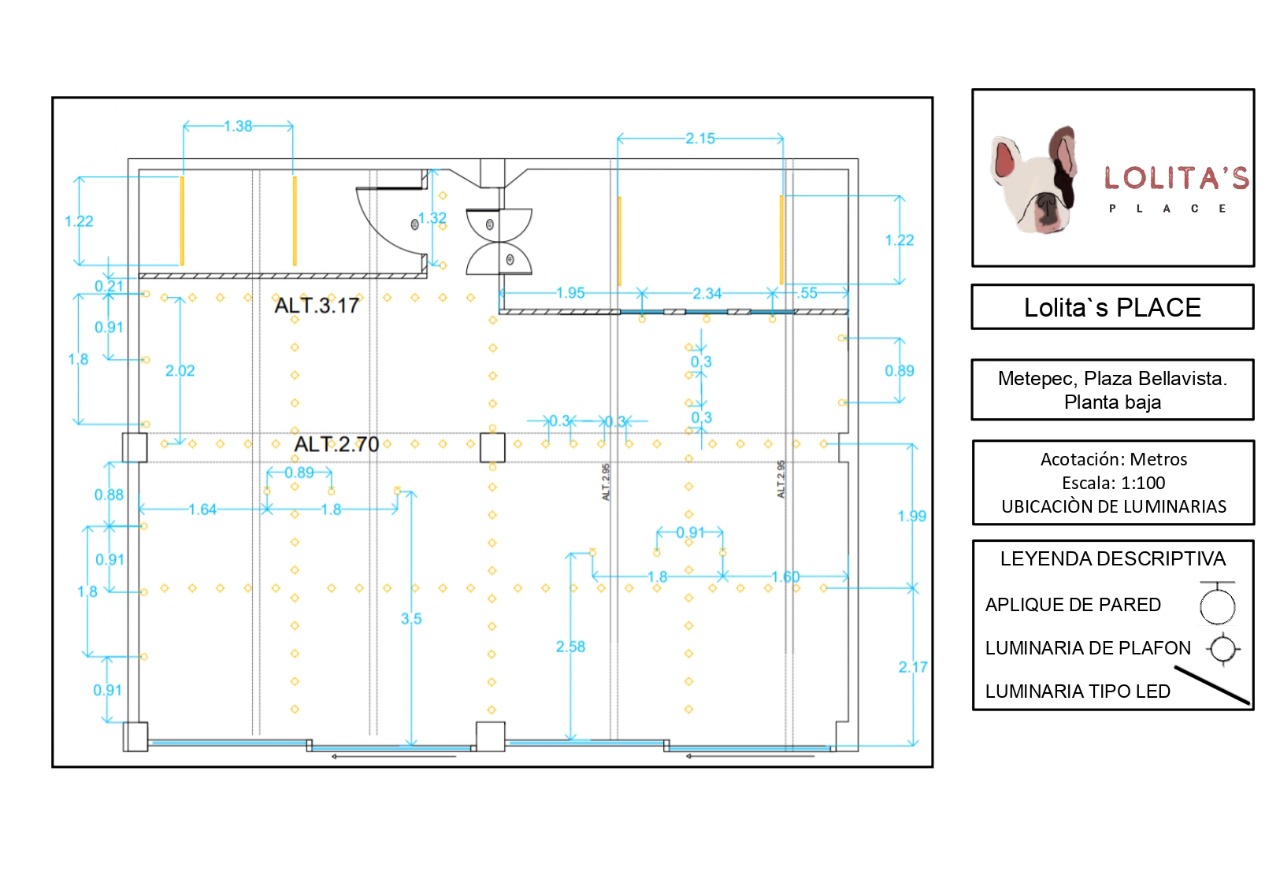 1.38
2.15
1.22
1.32
1.22
0.21
ALT.3.17
1.95
2.34
.55
0.91
1.8
2.02
0.3
0.89
0.3
0.3
0.3
ALT.2.70
0.89
ALT.2.95
ALT.2.95
0.88
1.64
1.8
1.99
0.91
0.91
1.8
1.60
1.8
3.5
2.58
2.17
0.91
LOLITA'S
PLACE
Lolita`s PLACE
Metepec, Plaza Bellavista.
Planta baja
Acotación: Metros
Escala: 1:100
UBICACIÒN DE LUMINARIAS
LEYENDA DESCRIPTIVA
APLIQUE DE PARED
LUMINARIA DE PLAFON
LUMINARIA TIPO LED